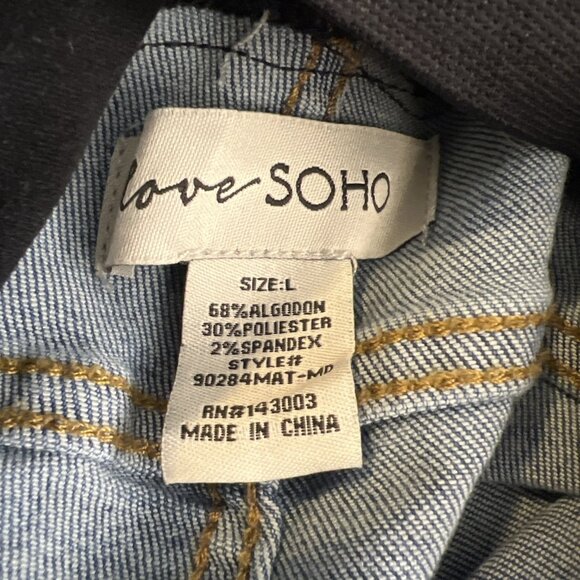 love SOHO
SIZE:L
68%ALGODON
30%POLIESTER
2%SPANDEX
STYLE#
90284MAT-MD
RN#143003
MADE IN CHINA